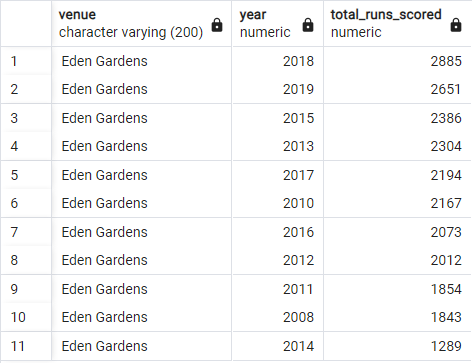 venue year total_runs_scored
character varying (200) numeric numeric
1 Eden Gardens 2018 2885
2 Eden Gardens 2019 2651
3 Eden Gardens 2015 2386
4 Eden Gardens 2013 2304
5 Eden Gardens 2017 2194
6 Eden Gardens 2010 2167
7 Eden Gardens 2016 2073
8 Eden Gardens 2012 2012
9 Eden Gardens 2011 1854
10 Eden Gardens 2008 1843
11 Eden Gardens 2014 1289